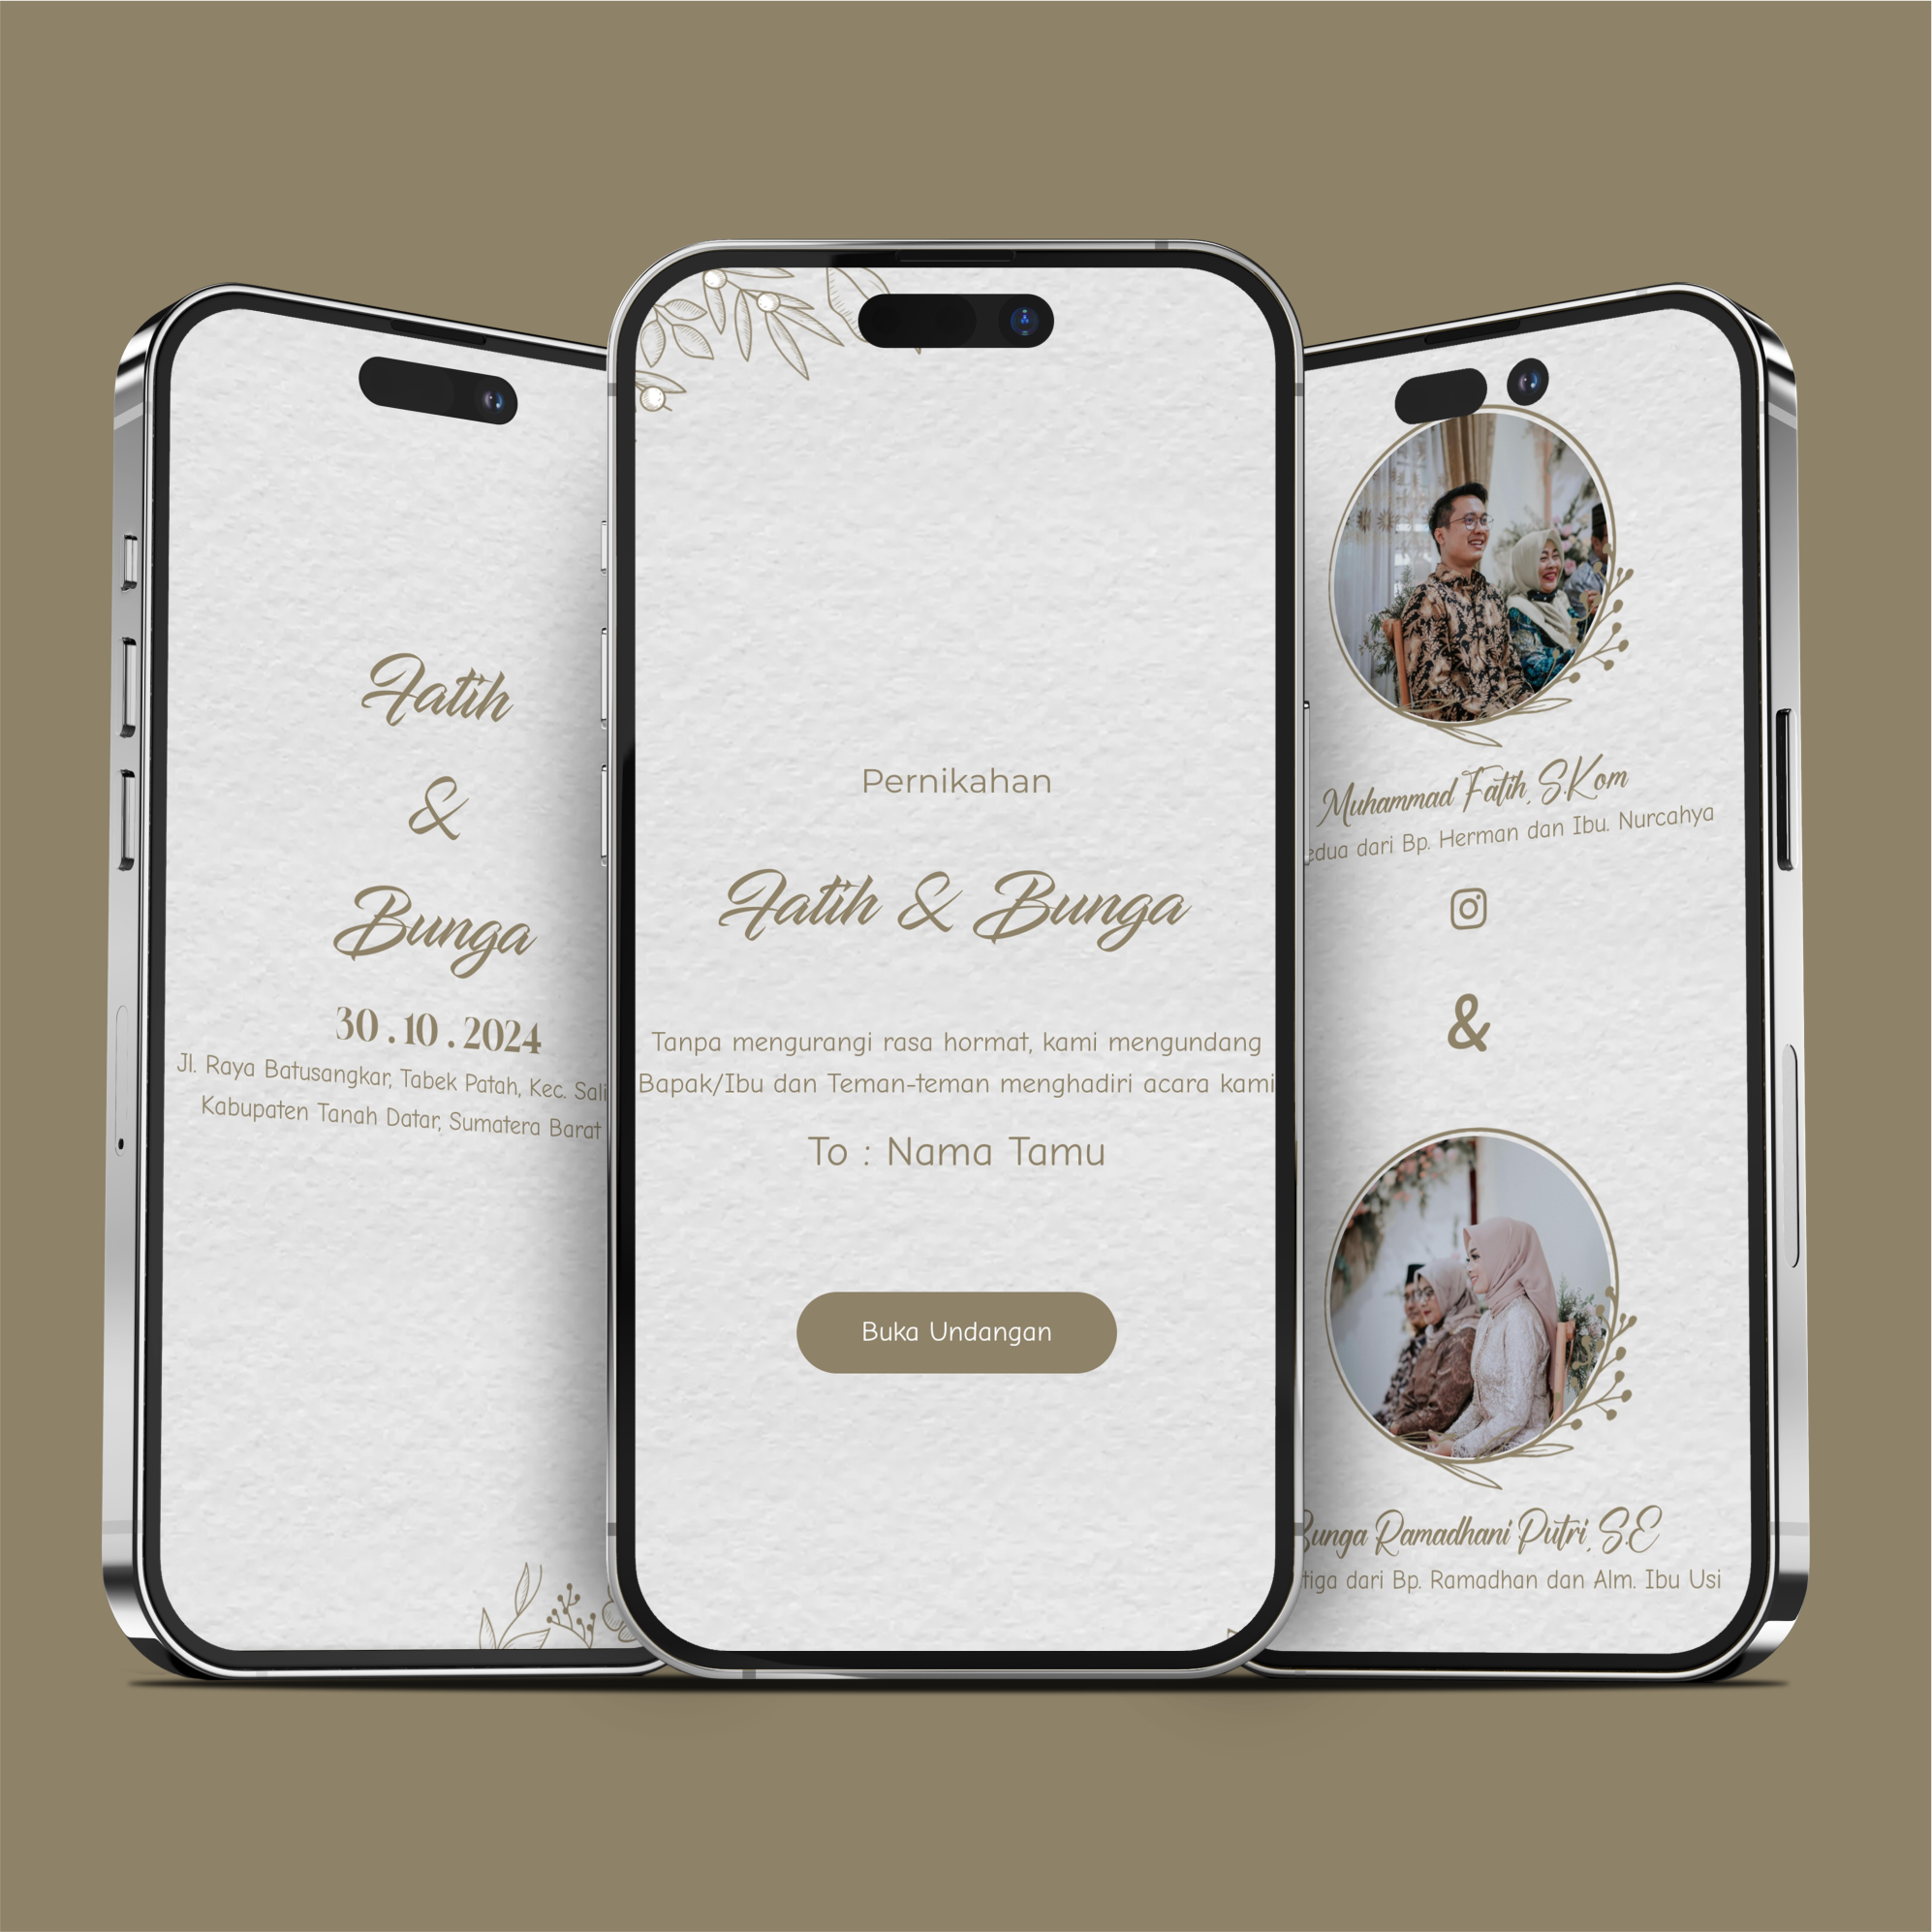 Fatih
&
Bunga
30 . 10 . 2024
Jl. Raya Batusangkar, Tabek Patah, Kec.
Kabupaten Tanah Datar, Sumatera Barat
Pernikahan
Fatih & Bunga
Tanpa mengurangi rasa hormat, kami mengundang
Bapak/Ibu dan Teman-teman menghadiri acara kami
To : Nama Tamu
Buka Undangan
Muhammad Fatih, S.Kom
dari Bp. Herman dan Ibu. Nurcahya
&
Bunga Ramadhani Putri, S.E
dari Bp. Ramadhan dan Alm. Ibu Usi